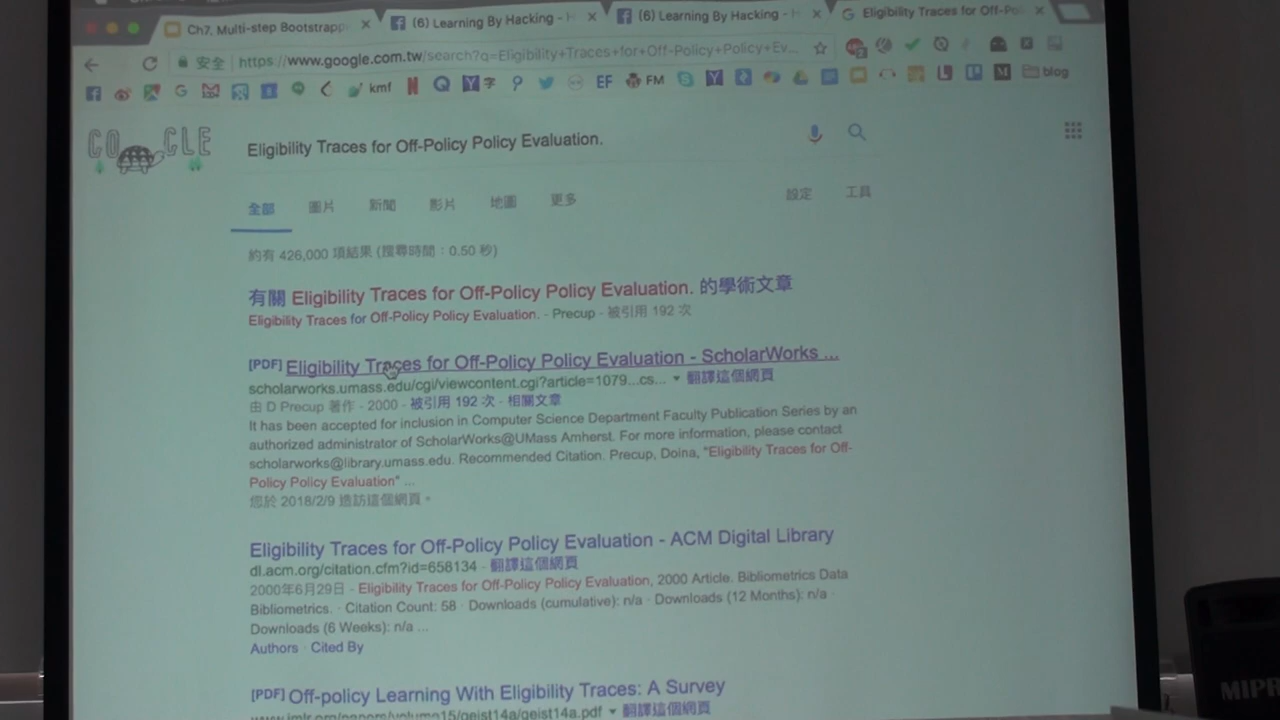 Ch7. Multi-step Bootstrapp
(6) Learning By Hacking - H
(6) Learning By Hacking - H
Eligibility Traces for Off-Po
安全 | https://www.google.com.tw/search?q=Eligibility+Traces+for+Off-Policy+Policy+Ev...
kmf
字
EF
FM
blog
Eligibility Traces for Off-Policy Policy Evaluation.
全部 圖片 新聞 影片 地圖 更多 設定 工具
約有 426,000 項結果 (搜尋時間：0.50 秒)
有關 Eligibility Traces for Off-Policy Policy Evaluation. 的學術文章
Eligibility Traces for Off-Policy Policy Evaluation. - Precup - 被引用 192 次
[PDF] Eligibility Traces for Off-Policy Policy Evaluation - ScholarWorks ...
scholarworks.umass.edu/cgi/viewcontent.cgi?article=1079...cs... ▼ 翻譯這個網頁
由 D Precup 著作 - 2000 - 被引用 192 次 - 相關文章
It has been accepted for inclusion in Computer Science Department Faculty Publication Series by an
authorized administrator of ScholarWorks@UMass Amherst. For more information, please contact
scholarworks@library.umass.edu. Recommended Citation. Precup, Doina, "Eligibility Traces for Off-
Policy Policy Evaluation" ...
您於 2018/2/9 造訪這個網頁。
Eligibility Traces for Off-Policy Policy Evaluation - ACM Digital Library
dl.acm.org/citation.cfm?id=658134 - 翻譯這個網頁
2000年6月29日 - Eligibility Traces for Off-Policy Policy Evaluation, 2000 Article. Bibliometrics Data
Bibliometrics. · Citation Count: 58 · Downloads (cumulative): n/a · Downloads (12 Months): n/a ·
Downloads (6 Weeks): n/a ...
Authors · Cited By
[PDF] Off-policy Learning With Eligibility Traces: A Survey
www.jmlr.org/papers/volume15/geist14a/geist14a.pdf ▼ 翻譯這個網頁